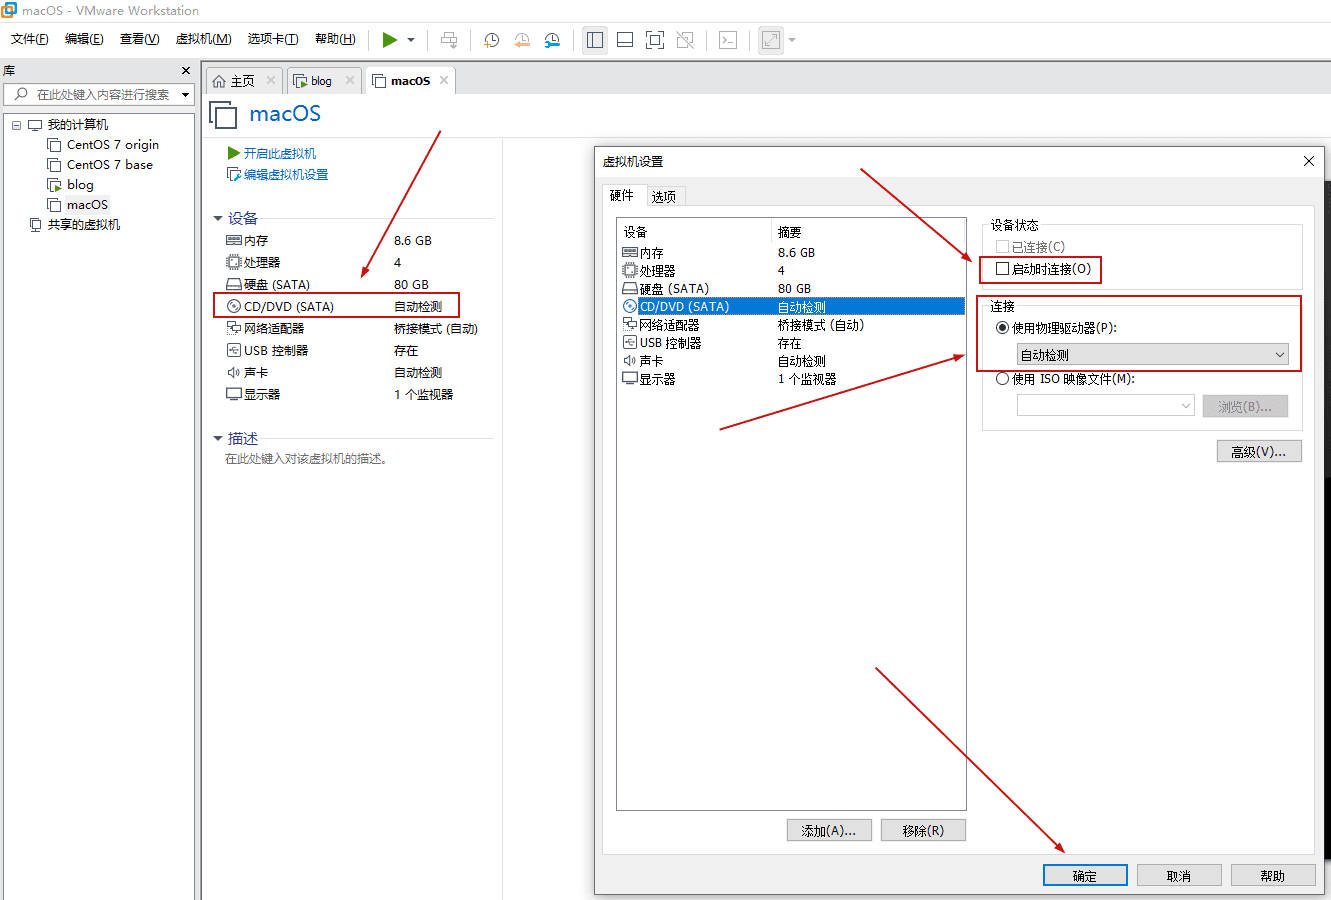 macOS - VMware Workstation
文件(F) 编辑(E) 查看(V) 虚拟机(M) 选项卡(T) 帮助(H)
库
在此处键入内容进行搜索
我的计算机
CentOS 7 origin
CentOS 7 base
blog
macOS
共享的虚拟机
主页 blog macOS
macOS
开启此虚拟机
编辑虚拟机设置
设备
内存 8.6 GB
处理器 4
硬盘 (SATA) 80 GB
CD/DVD (SATA) 自动检测
网络适配器 桥接模式 (自动)
USB 控制器 存在
声卡 自动检测
显示器 1 个监视器
描述
在此处键入对该虚拟机的描述。
虚拟机设置
硬件 选项
设备 摘要
内存 8.6 GB
处理器 4
硬盘 (SATA) 80 GB
CD/DVD (SATA) 自动检测
网络适配器 桥接模式 (自动)
USB 控制器 存在
声卡 自动检测
显示器 1 个监视器
添加(A)... 移除(R)
设备状态
已连接(C)
启动时连接(O)
连接
使用物理驱动器(P):
自动检测
使用 ISO 映像文件(M):
浏览(B)...
高级(V)...
确定 取消 帮助